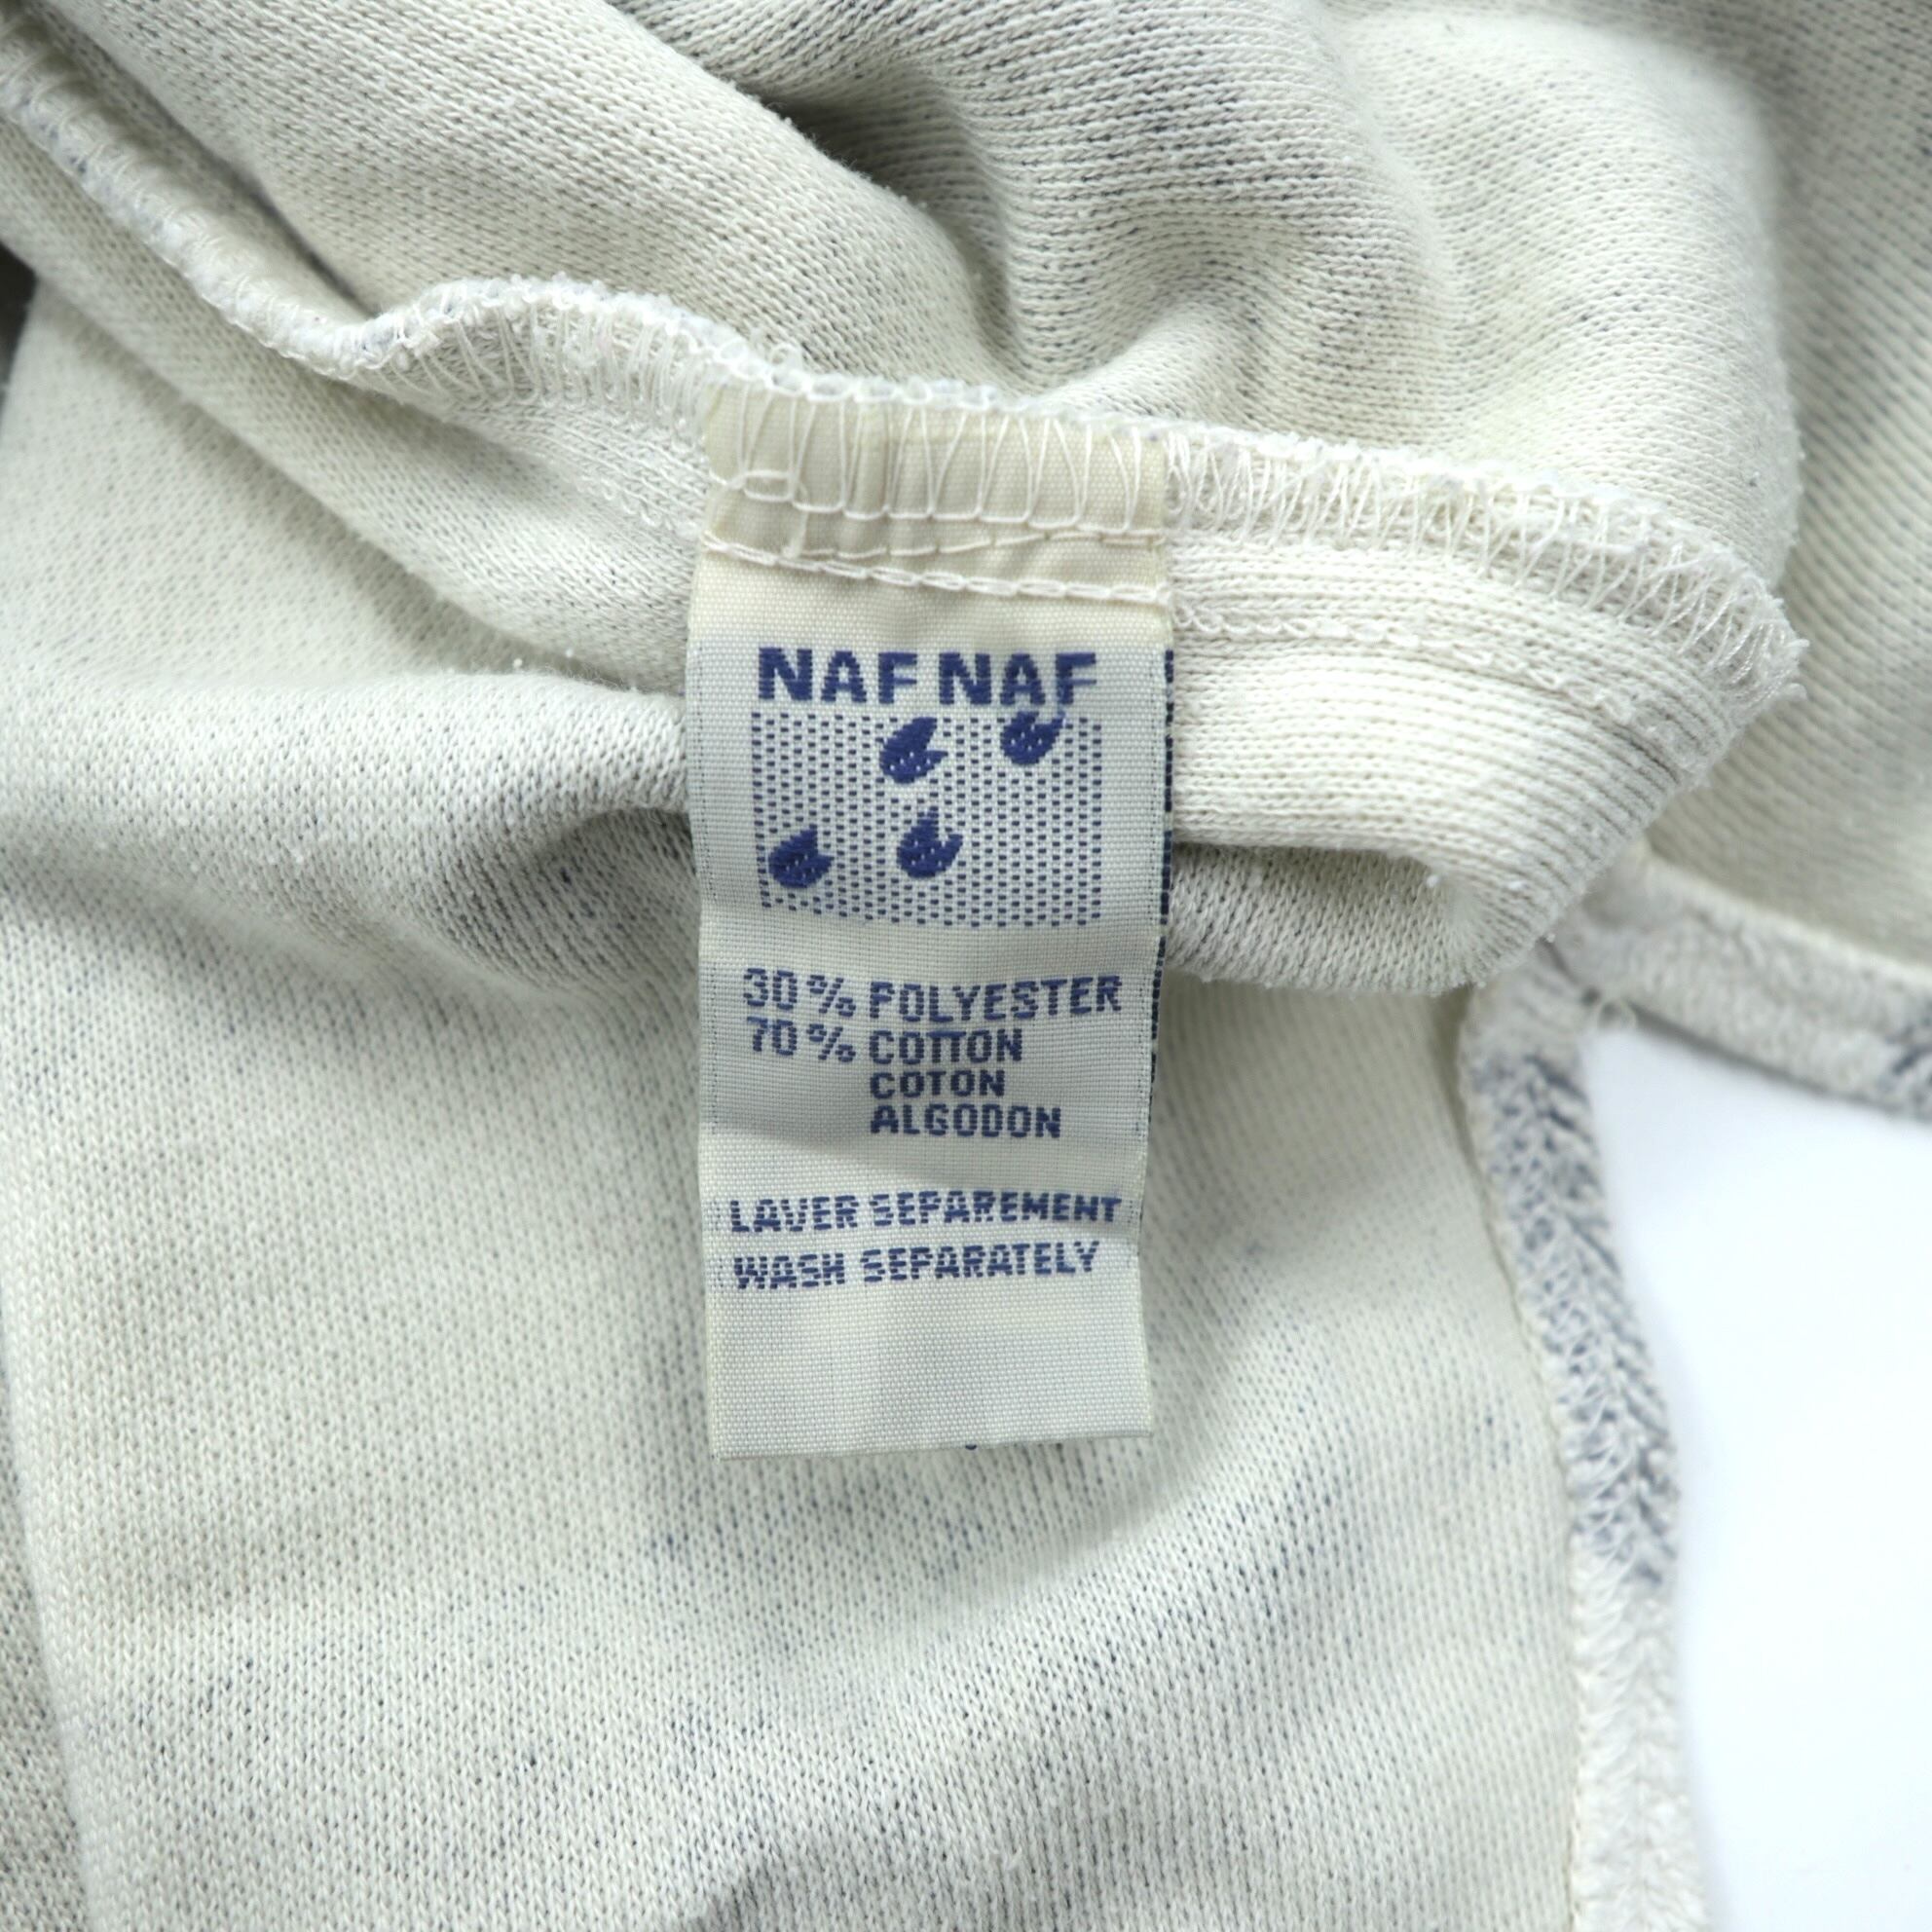 NAF NAF
30% POLYESTER
70% COTTON
COTON
ALGODON
LAVER SEPAREMENT
WASH SEPARATELY